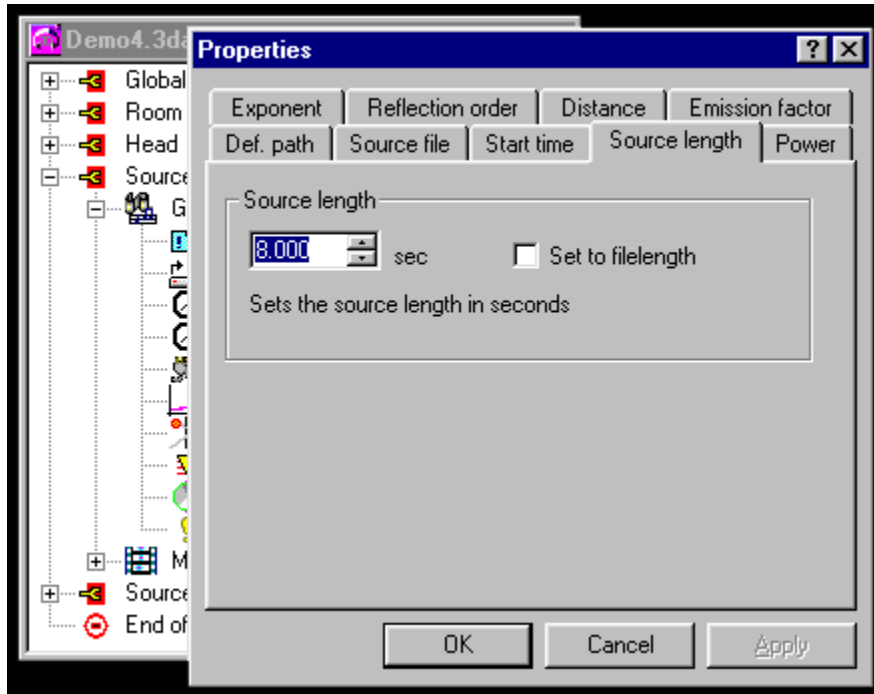 Demo4.3da
Properties
Global
Room
Head
Source
G
M
Source
End of
Exponent Reflection order Distance Emission factor
Def. path Source file Start time Source length Power
Source length
8.000 sec Set to filelength
Sets the source length in seconds
OK Cancel Apply